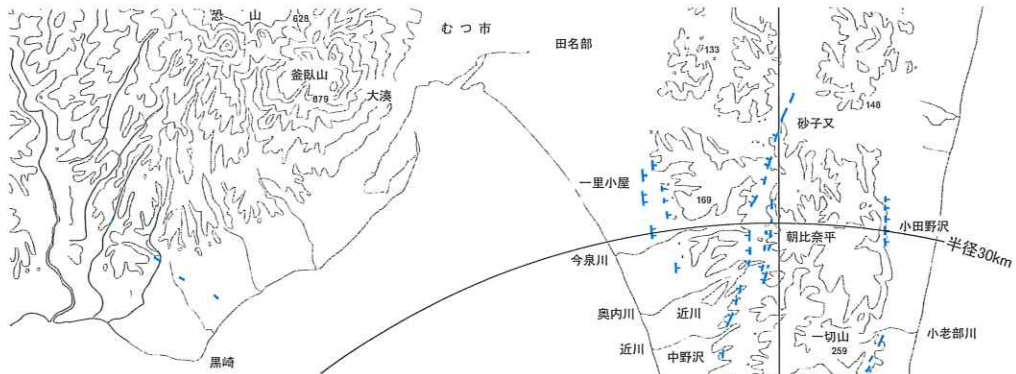 恐山
628
むつ市
田名部
133
釜臥山
879
大湊
148
砂子又
一里小屋
169
小田野沢
朝比奈平
半径30km
今泉川
奥内川
近川
一切山
259
小老部川
近川
中野沢
黒崎